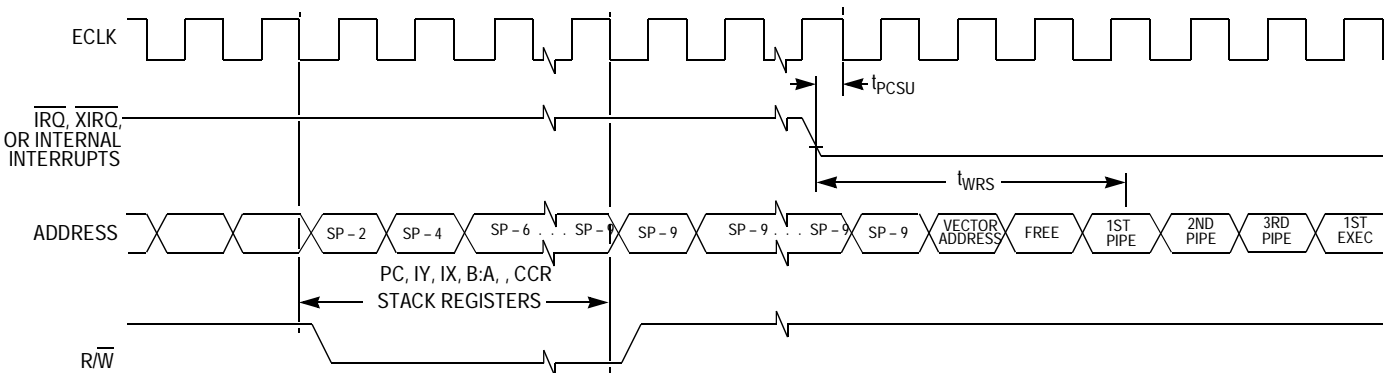 ECLK
tPCSU
IRQ, XIRQ,
OR INTERNAL
INTERRUPTS
tWRS
ADDRESS
SP – 2
SP – 4
SP – 6 . . . SP – 9
SP – 9
SP – 9 . . . SP – 9
SP – 9
VECTOR
ADDRESS
FREE
1ST
PIPE
2ND
PIPE
3RD
PIPE
1ST
EXEC
PC, IY, IX, B:A, , CCR
STACK REGISTERS
R/W